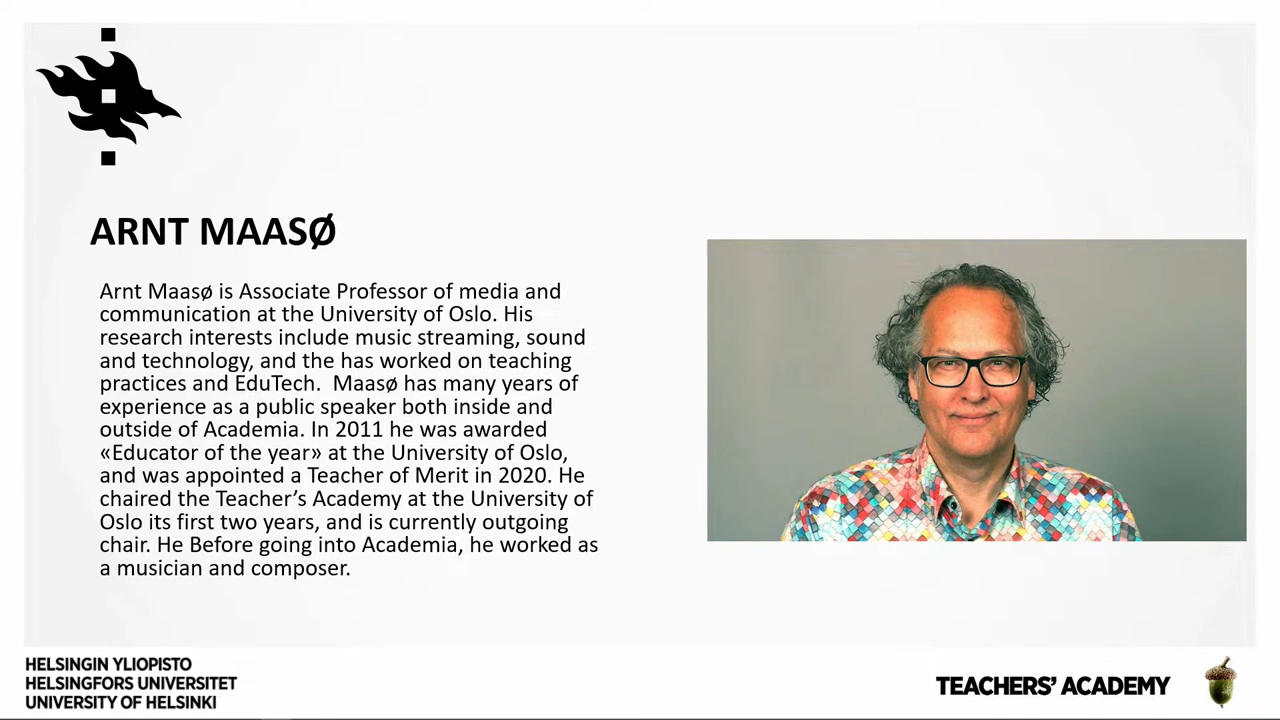 ARNT MAASØ
Arnt Maasø is Associate Professor of media and
communication at the University of Oslo. His
research interests include music streaming, sound
and technology, and the has worked on teaching
practices and EduTech.  Maasø has many years of
experience as a public speaker both inside and
outside of Academia. In 2011 he was awarded
«Educator of the year» at the University of Oslo,
and was appointed a Teacher of Merit in 2020. He
chaired the Teacher’s Academy at the University of
Oslo its first two years, and is currently outgoing
chair. He Before going into Academia, he worked as
a musician and composer.
HELSINGIN YLIOPISTO
HELSINGFORS UNIVERSITET
UNIVERSITY OF HELSINKI
TEACHERS’ ACADEMY